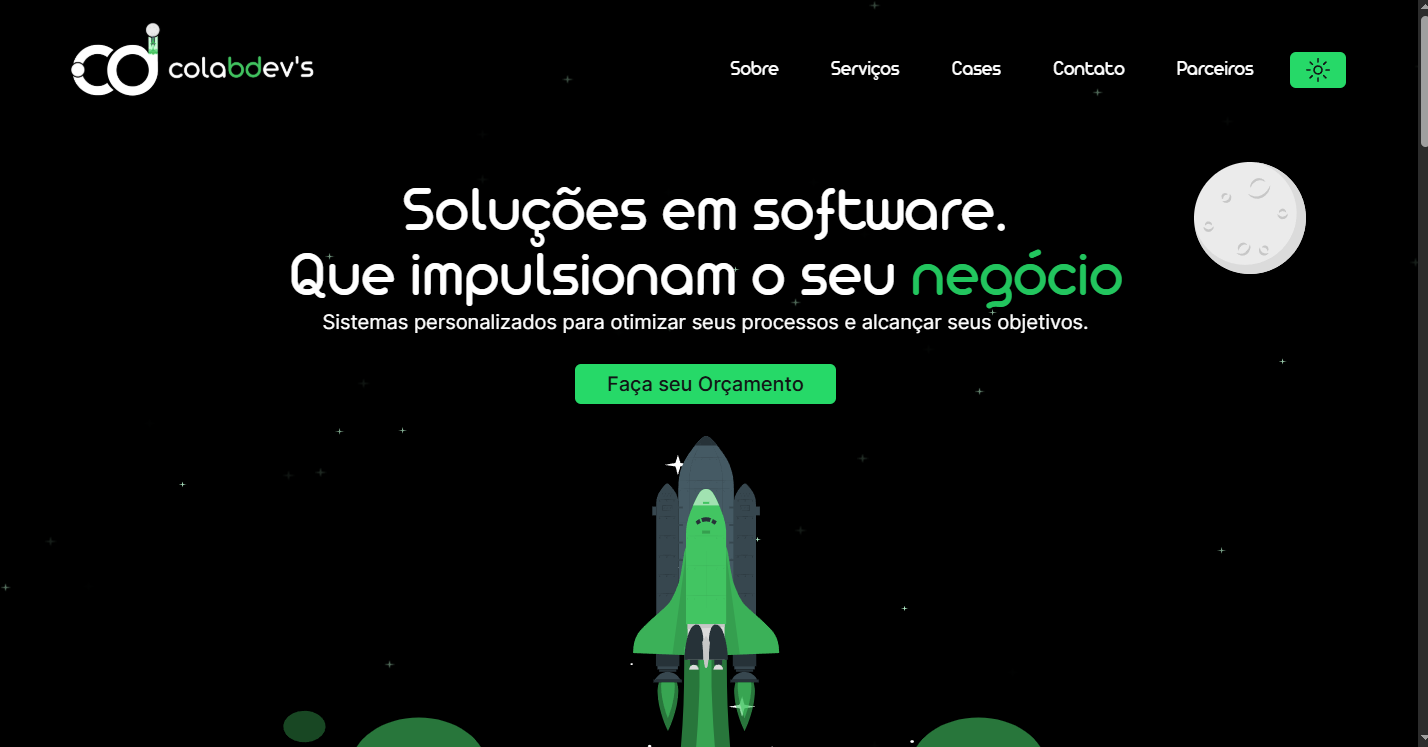 colabdev's
Sobre Serviços Cases Contato Parceiros
Soluções em software.
Que impulsionam o seu negócio
Sistemas personalizados para otimizar seus processos e alcançar seus objetivos.
Faça seu Orçamento